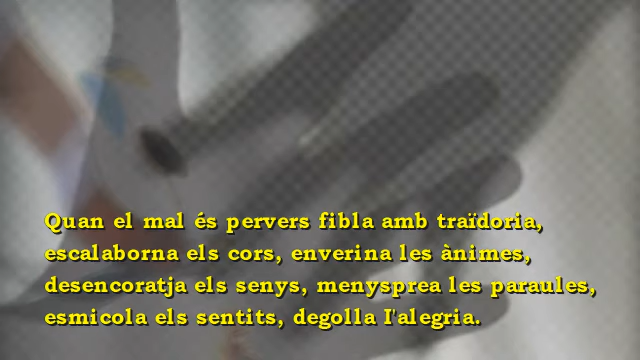 Quan el mal és pervers fibla amb traïdoria,
escalaborna els cors, enverina les ànimes,
desencoratja els senys, menysprea les paraules,
esmicola els sentits, degolla I'alegria.